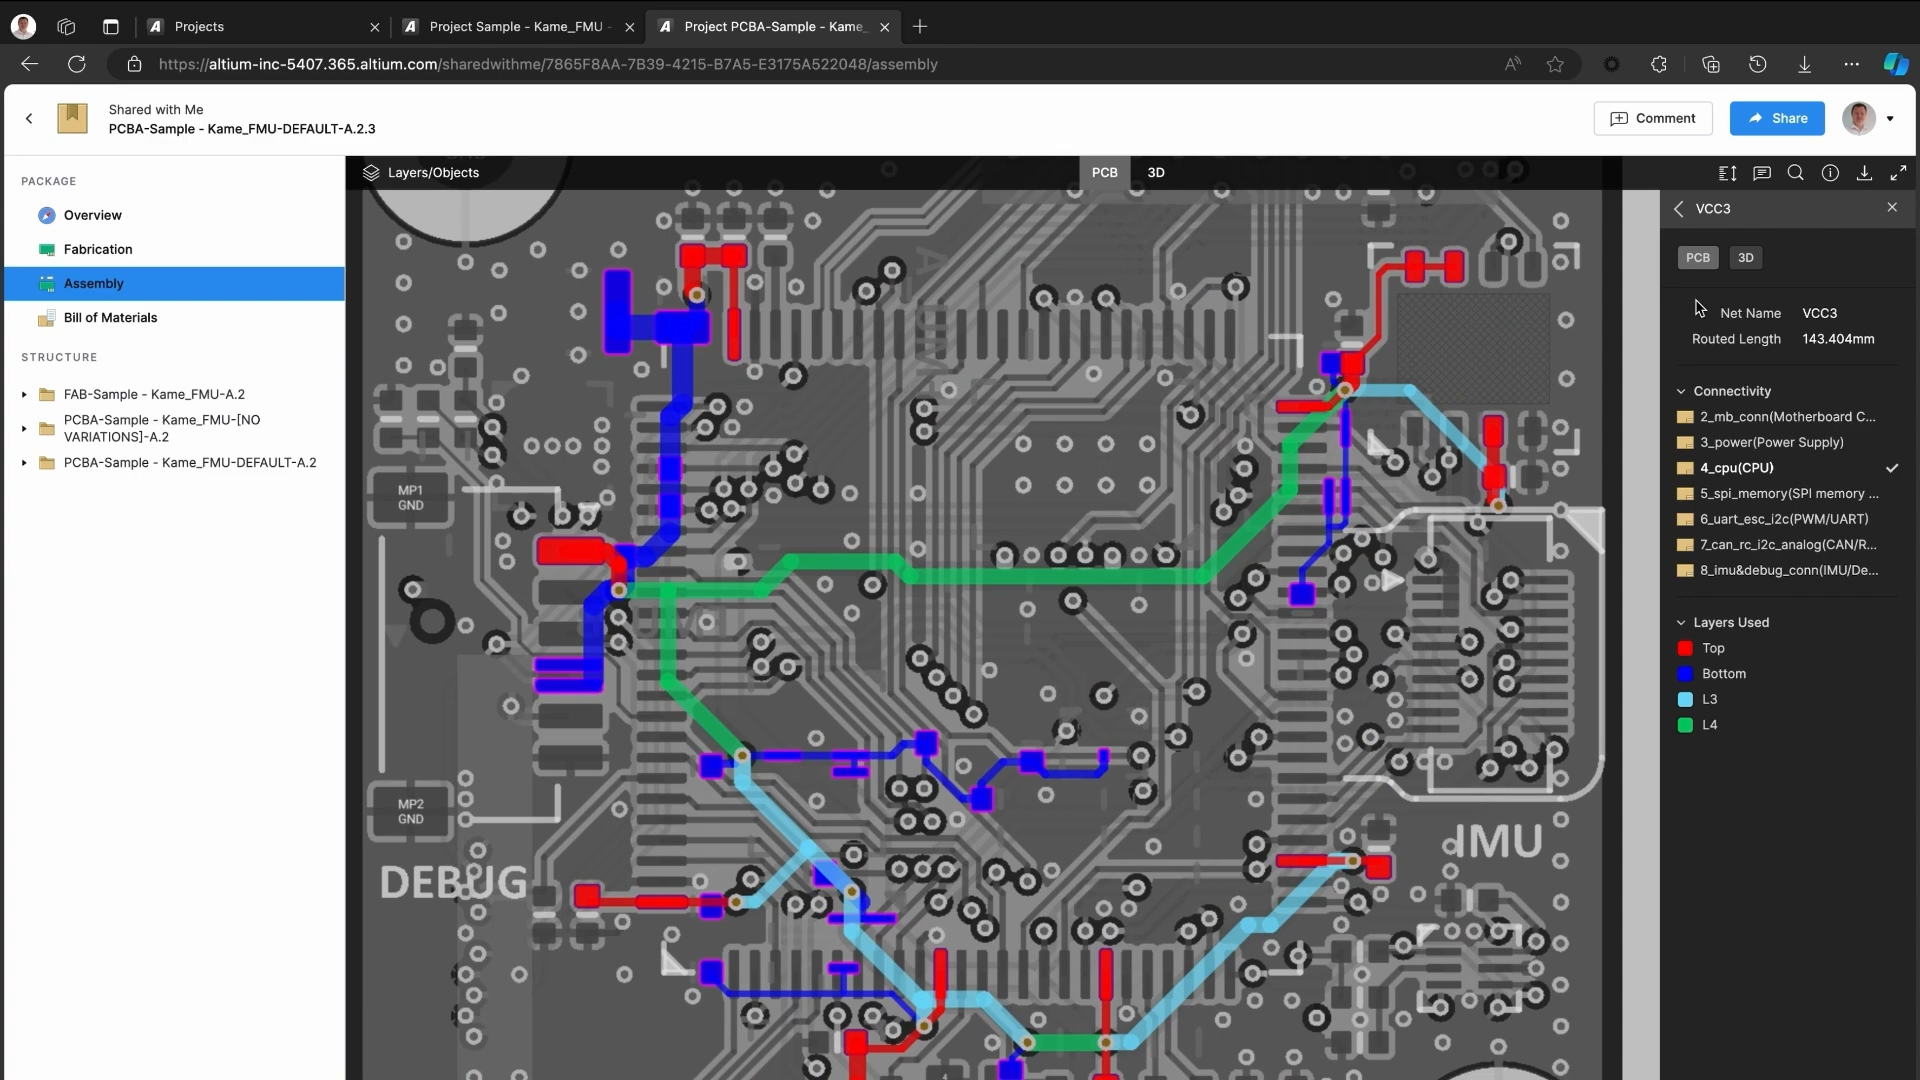 Projects
Project Sample - Kame_FMU -
Project PCBA-Sample - Kame_
https://altium-inc-5407.365.altium.com/sharedwithme/7865F8AA-7B39-4215-B7A5-E3175A522048/assembly
Shared with Me
PCBA-Sample - Kame_FMU-DEFAULT-A.2.3
Comment
Share
PACKAGE
Overview
Fabrication
Assembly
Bill of Materials
STRUCTURE
FAB-Sample - Kame_FMU-A.2
PCBA-Sample - Kame_FMU-[NO
VARIATIONS]-A.2
PCBA-Sample - Kame_FMU-DEFAULT-A.2
Layers/Objects
PCB
3D
MP1
GND
MP2
GND
DEBUG
IMU
VCC3
PCB
3D
Net Name VCC3
Routed Length 143.404mm
Connectivity
2_mb_conn(Motherboard C...
3_power(Power Supply)
4_cpu(CPU)
5_spi_memory(SPI memory ...
6_uart_esc_i2c(PWM/UART)
7_can_rc_i2c_analog(CAN/R...
8_imu&debug_conn(IMU/De...
Layers Used
Top
Bottom
L3
L4